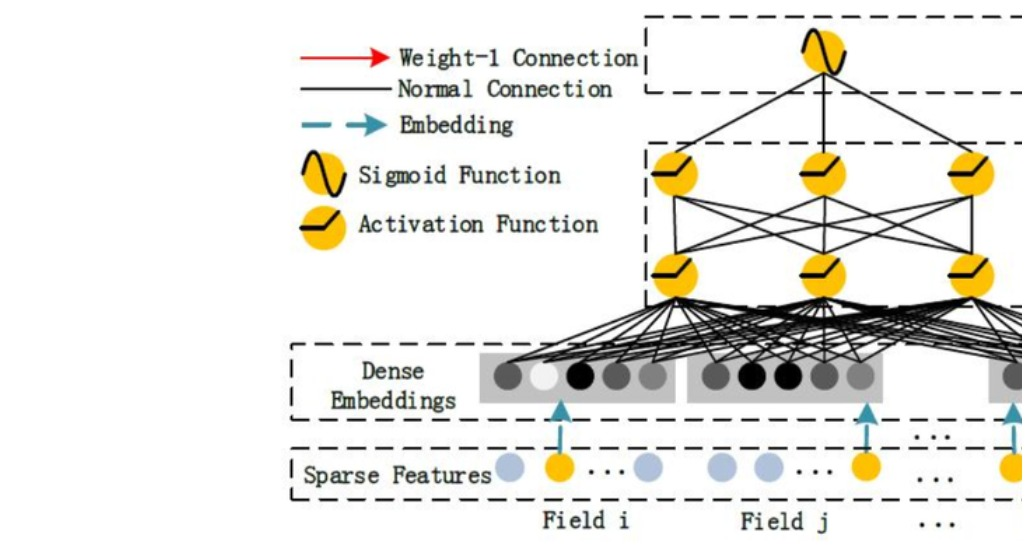 Weight-1 Connection
Normal Connection
Embedding
Sigmoid Function
Activation Function
Dense
Embeddings
...
Sparse Features
... ... ...
Field i Field j ...